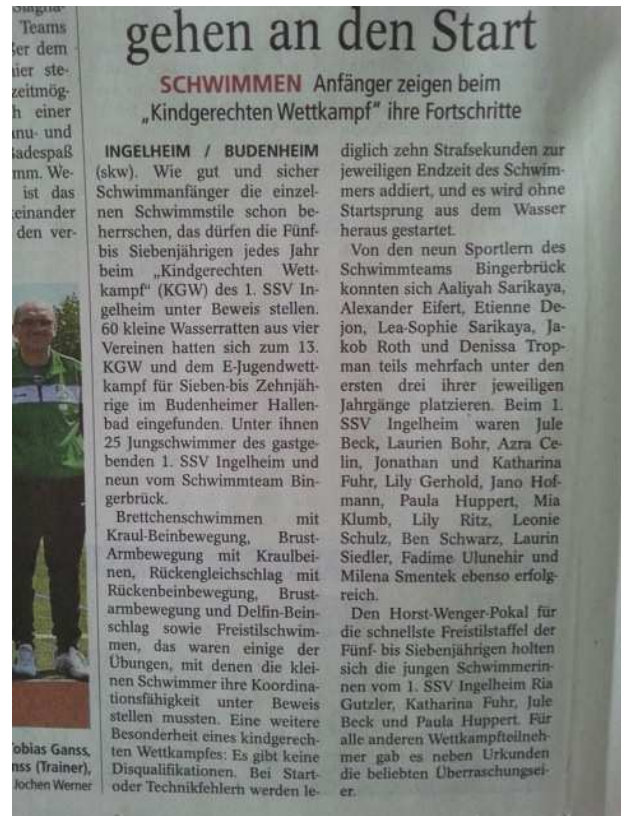 Teams
ßer dem
hier ste-
zeitmög-
h einer
nu- und
Badespaß
mm. We-
ist das
einander
den ver-
gehen an den Start
SCHWIMMEN Anfänger zeigen beim
„Kindgerechten Wettkampf“ ihre Fortschritte
INGELHEIM / BUDENHEIM
(skw). Wie gut und sicher
Schwimmanfänger die einzel-
nen Schwimmstile schon be-
herrschen, das dürfen die Fünf-
bis Siebenjährigen jedes Jahr
beim „Kindgerechten Wett-
kampf“ (KGW) des 1. SSV In-
gelheim unter Beweis stellen.
60 kleine Wasserratten aus vier
Vereinen hatten sich zum 13.
KGW und dem E-Jugendwett-
kampf für Sieben-bis Zehnjäh-
rige im Budenheimer Hallen-
bad eingefunden. Unter ihnen
25 Jungschwimmer des gastge-
benden 1. SSV Ingelheim und
neun vom Schwimmteam Bin-
gerbrück.
Brettchenschwimmen mit
Kraul-Beinbewegung, Brust-
Armbewegung mit Kraulbei-
nen, Rückengleichschlag mit
Rückenbeinbewegung, Brust-
armbewegung und Delfin-Bein-
schlag sowie Freistilschwim-
men, das waren einige der
Übungen, mit denen die klei-
nen Schwimmer ihre Koordina-
tionsfähigkeit unter Beweis
stellen mussten. Eine weitere
Besonderheit eines kindgerech-
ten Wettkampfes: Es gibt keine
Disqualifikationen. Bei Start-
oder Technikfehlern werden le-
diglich zehn Strafsekunden zur
jeweiligen Endzeit des Schwim-
mers addiert, und es wird ohne
Startsprung aus dem Wasser
heraus gestartet.
Von den neun Sportlern des
Schwimmteams Bingerbrück
konnten sich Aaliyah Sarikaya,
Alexander Eifert, Etienne De-
jon, Lea-Sophie Sarikaya, Ja-
kob Roth und Denissa Trop-
man teils mehrfach unter den
ersten drei ihrer jeweiligen
Jahrgänge platzieren. Beim 1.
SSV Ingelheim waren Jule
Beck, Laurien Bohr, Azra Ce-
lin, Jonathan und Katharina
Fuhr, Lily Gerhold, Jano Hof-
mann, Paula Huppert, Mia
Klumb, Lily Ritz, Leonie
Schulz, Ben Schwarz, Laurin
Siedler, Fadime Ulunehir und
Milena Smentek ebenso erfolg-
reich.
Den Horst-Wenger-Pokal für
die schnellste Freistilstaffel der
Fünf- bis Siebenjährigen holten
sich die jungen Schwimmerin-
nen vom 1. SSV Ingelheim Ria
Gutzler, Katharina Fuhr, Jule
Beck und Paula Huppert. Für
alle anderen Wettkampfteilneh-
mer gab es neben Urkunden
die beliebten Überraschungsei-
er.
Tobias Ganss,
nss (Trainer),
Jochen Werner